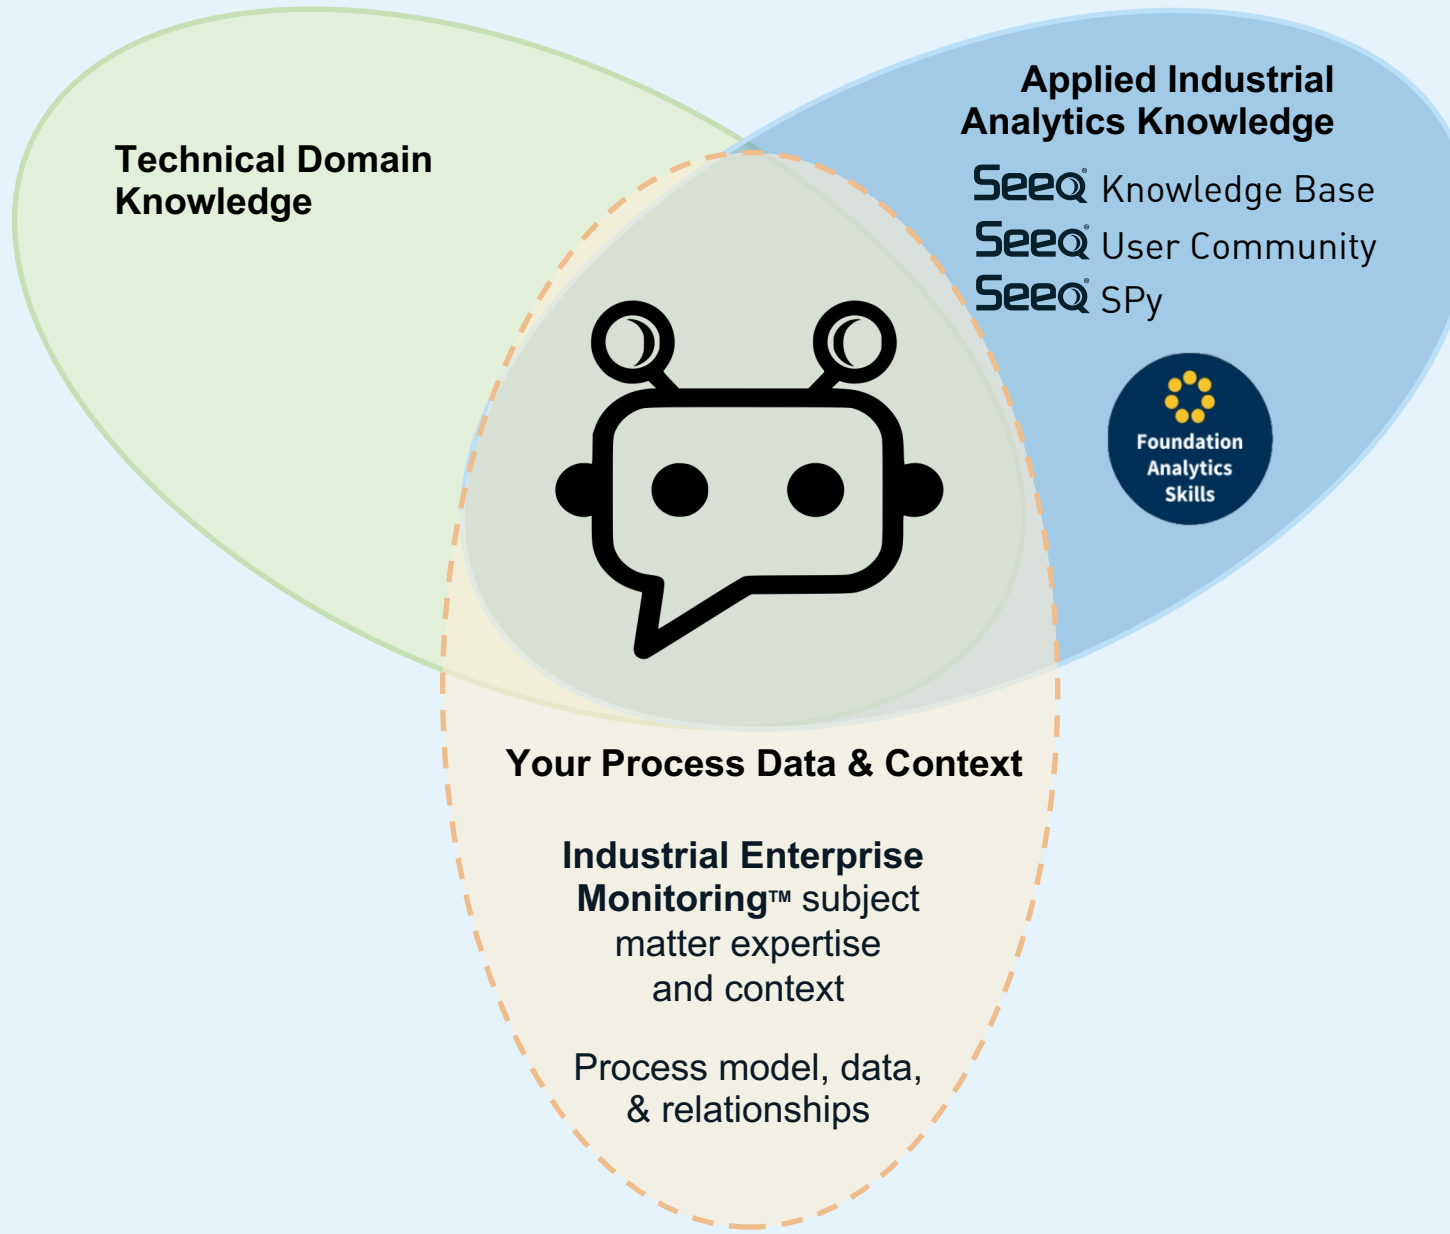 Technical Domain
Knowledge
Applied Industrial
Analytics Knowledge
Seeq® Knowledge Base
Seeq® User Community
Seeq® SPy
Foundation
Analytics
Skills
Your Process Data & Context
Industrial Enterprise
Monitoring™ subject
matter expertise
and context
Process model, data,
& relationships